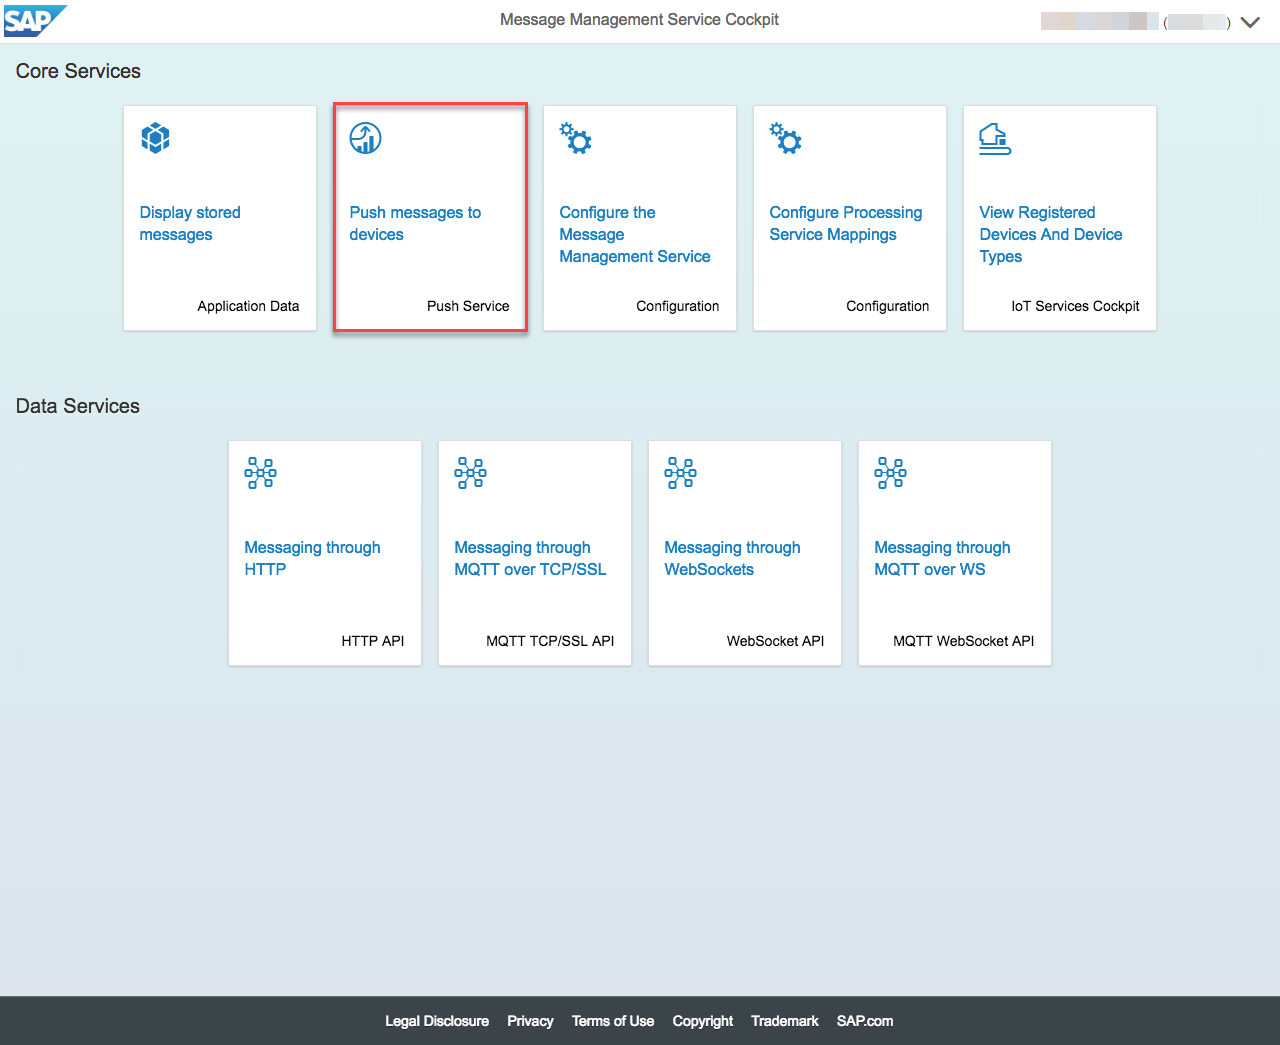 SAP
Message Management Service Cockpit
( )
Core Services
Display stored
messages
Application Data
Push messages to
devices
Push Service
Configure the
Message
Management Service
Configuration
Configure Processing
Service Mappings
Configuration
View Registered
Devices And Device
Types
IoT Services Cockpit
Data Services
Messaging through
HTTP
HTTP API
Messaging through
MQTT over TCP/SSL
MQTT TCP/SSL API
Messaging through
WebSockets
WebSocket API
Messaging through
MQTT over WS
MQTT WebSocket API
Legal Disclosure Privacy Terms of Use Copyright Trademark SAP.com